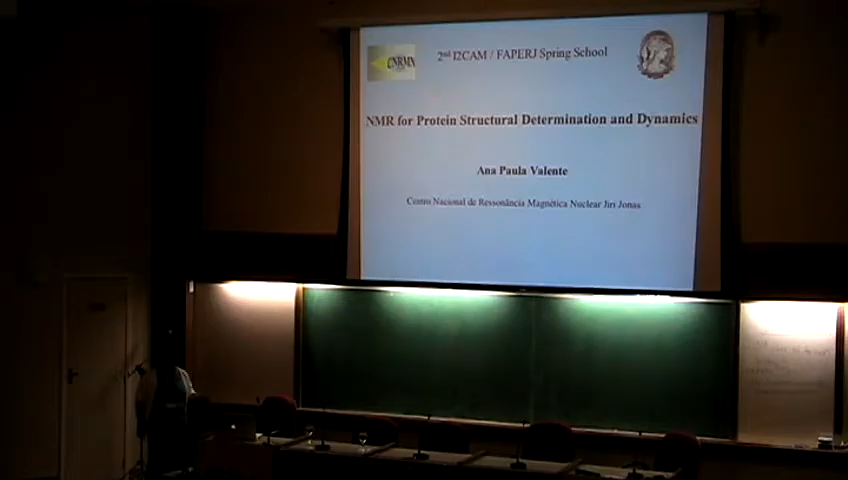 CNRMN
2nd I2CAM / FAPERJ Spring School
NMR for Protein Structural Determination and Dynamics
Ana Paula Valente
Centro Nacional de Ressonância Magnética Nuclear Jiri Jonas